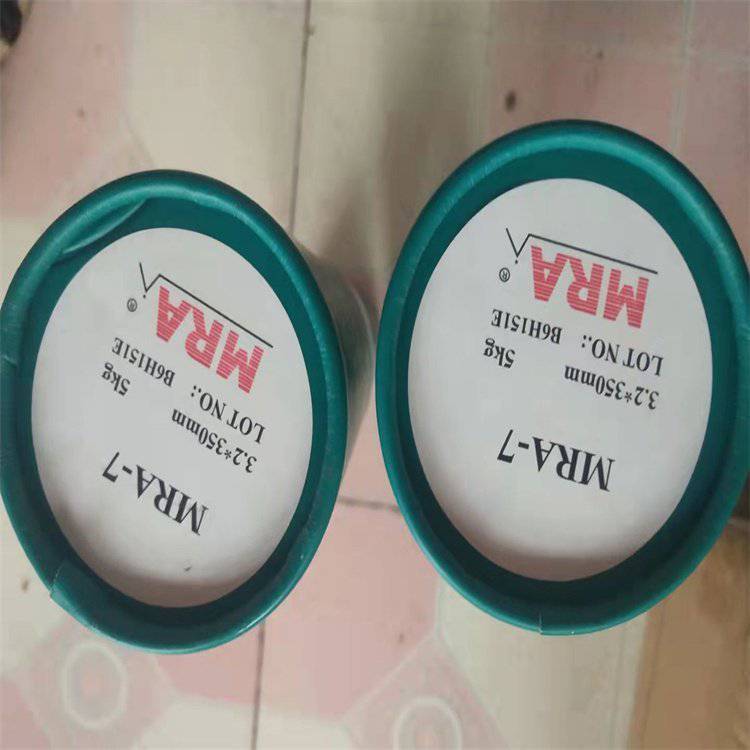 MRA-7
3.2*350mm 5kg
LOT NO.: B6H151E
MRA®
MRA-7
3.2*350mm 5kg
LOT NO.: B6H151E
MRA®